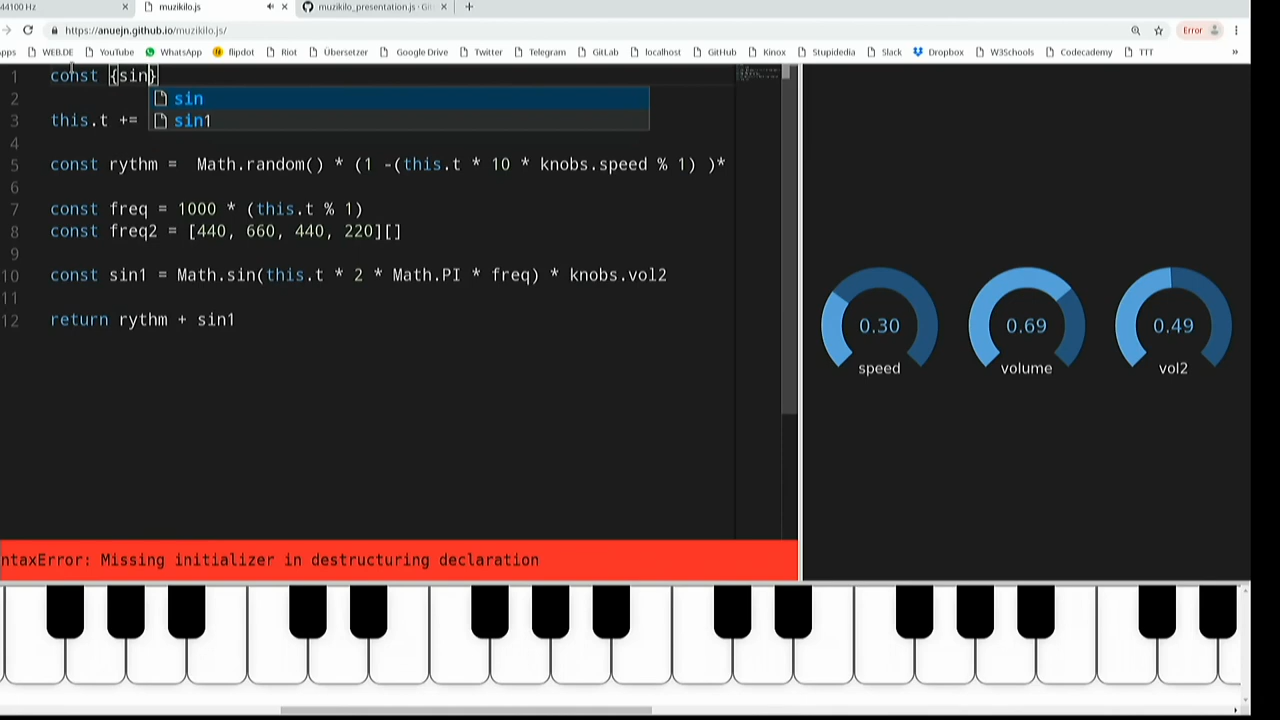 44100 Hz
muzikilo.js
muzikilo_presentation.js · Git
https://anuejn.github.io/muzikilo.js/
Error
pps WEB.DE YouTube WhatsApp flipdot Riot Übersetzer Google Drive Twitter Telegram GitLab localhost GitHub Kinox Stupidedia Slack Dropbox W3Schools Codecademy TTT »
1 const {sin}
sin
2
sin1
3 this.t +=
4
5 const rythm =  Math.random() * (1 -(this.t * 10 * knobs.speed % 1) )*
6
7 const freq = 1000 * (this.t % 1)
8 const freq2 = [440, 660, 440, 220][]
9
10 const sin1 = Math.sin(this.t * 2 * Math.PI * freq) * knobs.vol2
11
12 return rythm + sin1
0.30
speed
0.69
volume
0.49
vol2
ntaxError: Missing initializer in destructuring declaration